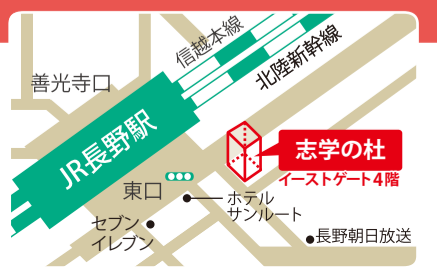 信越本線
北陸新幹線
善光寺口
JR長野駅
志学の杜
イーストゲート4階
東口
ホテル
サンルート
セブン
イレブン
長野朝日放送